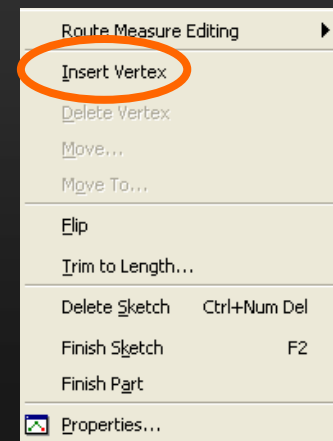 Route Measure Editing
Insert Vertex
Delete Vertex
Move...
Move To...
Flip
Trim to Length...
Delete Sketch Ctrl+Num Del
Finish Sketch F2
Finish Part
Properties...